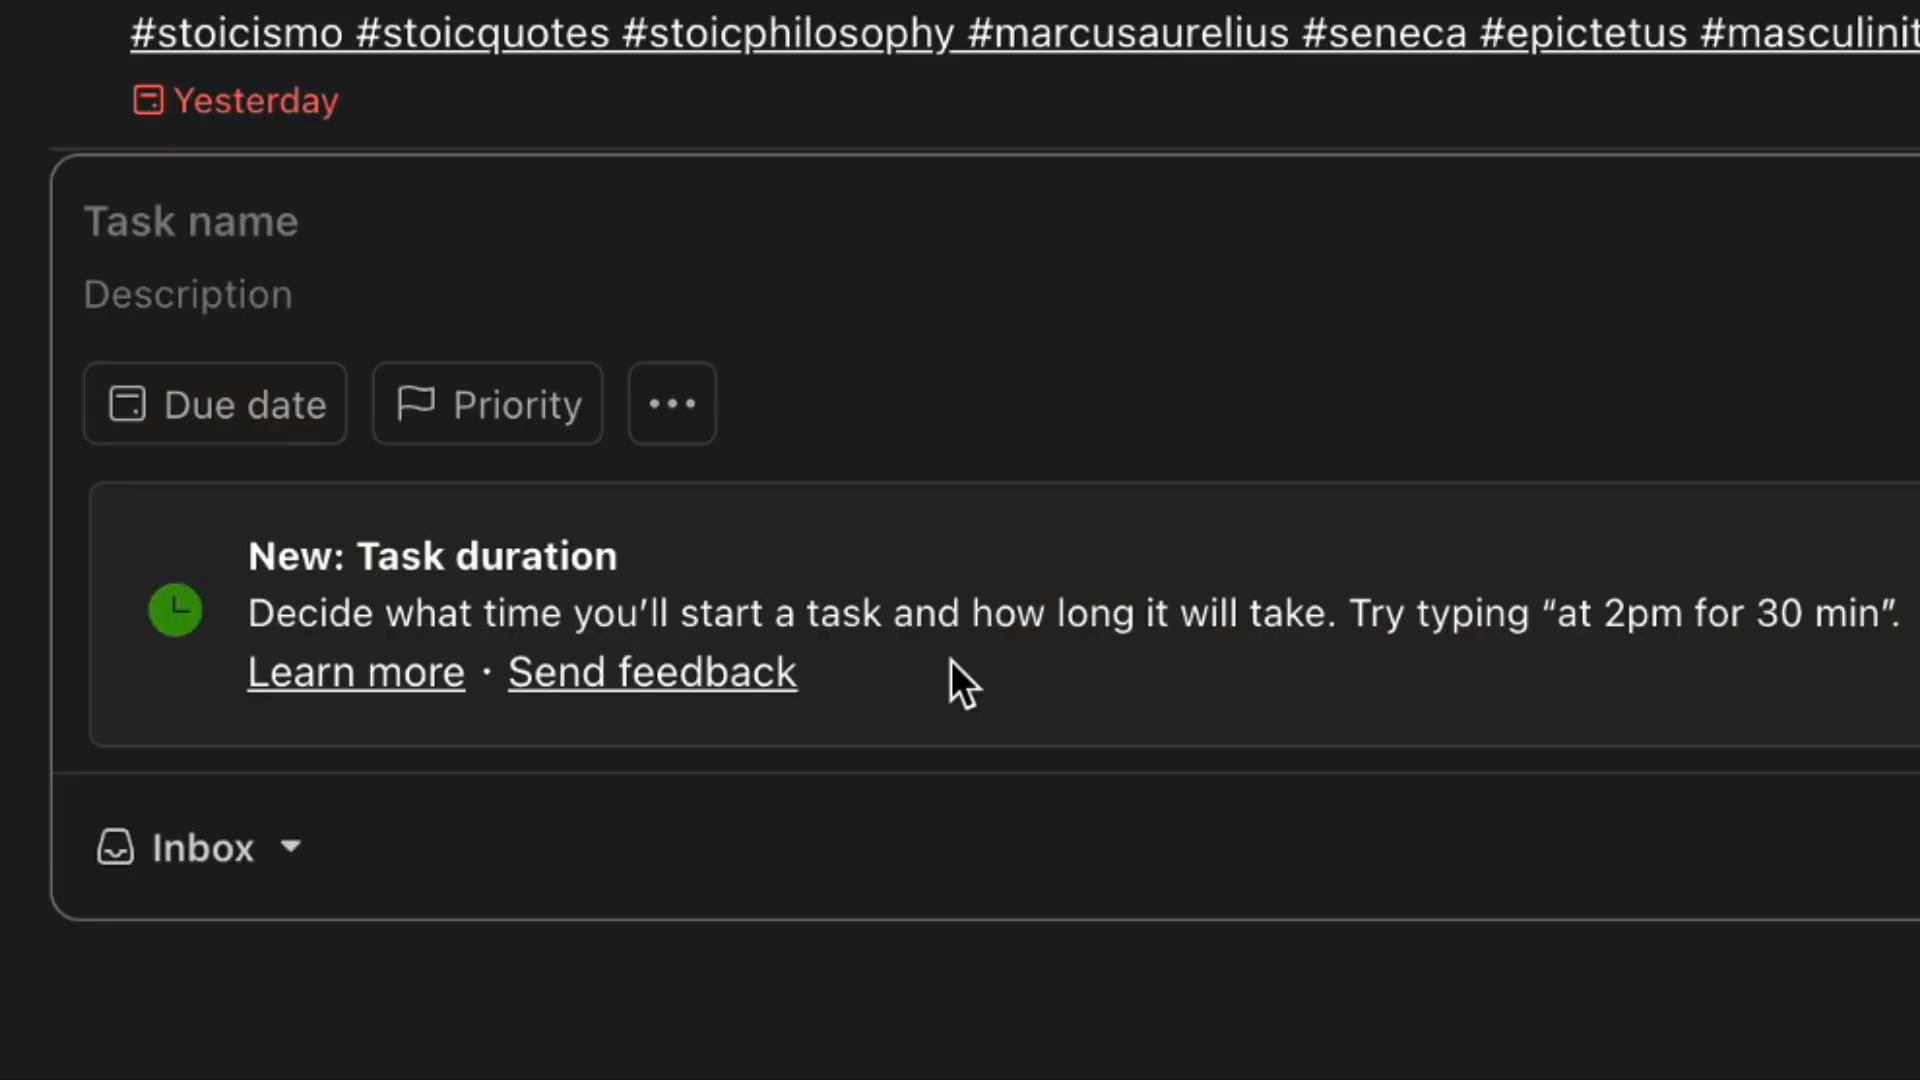 #stoicismo #stoicquotes #stoicphilosophy #marcusaurelius #seneca #epictetus #masculinit
Yesterday
Task name
Description
Due date Priority
New: Task duration
Decide what time you’ll start a task and how long it will take. Try typing “at 2pm for 30 min”.
Learn more · Send feedback
Inbox